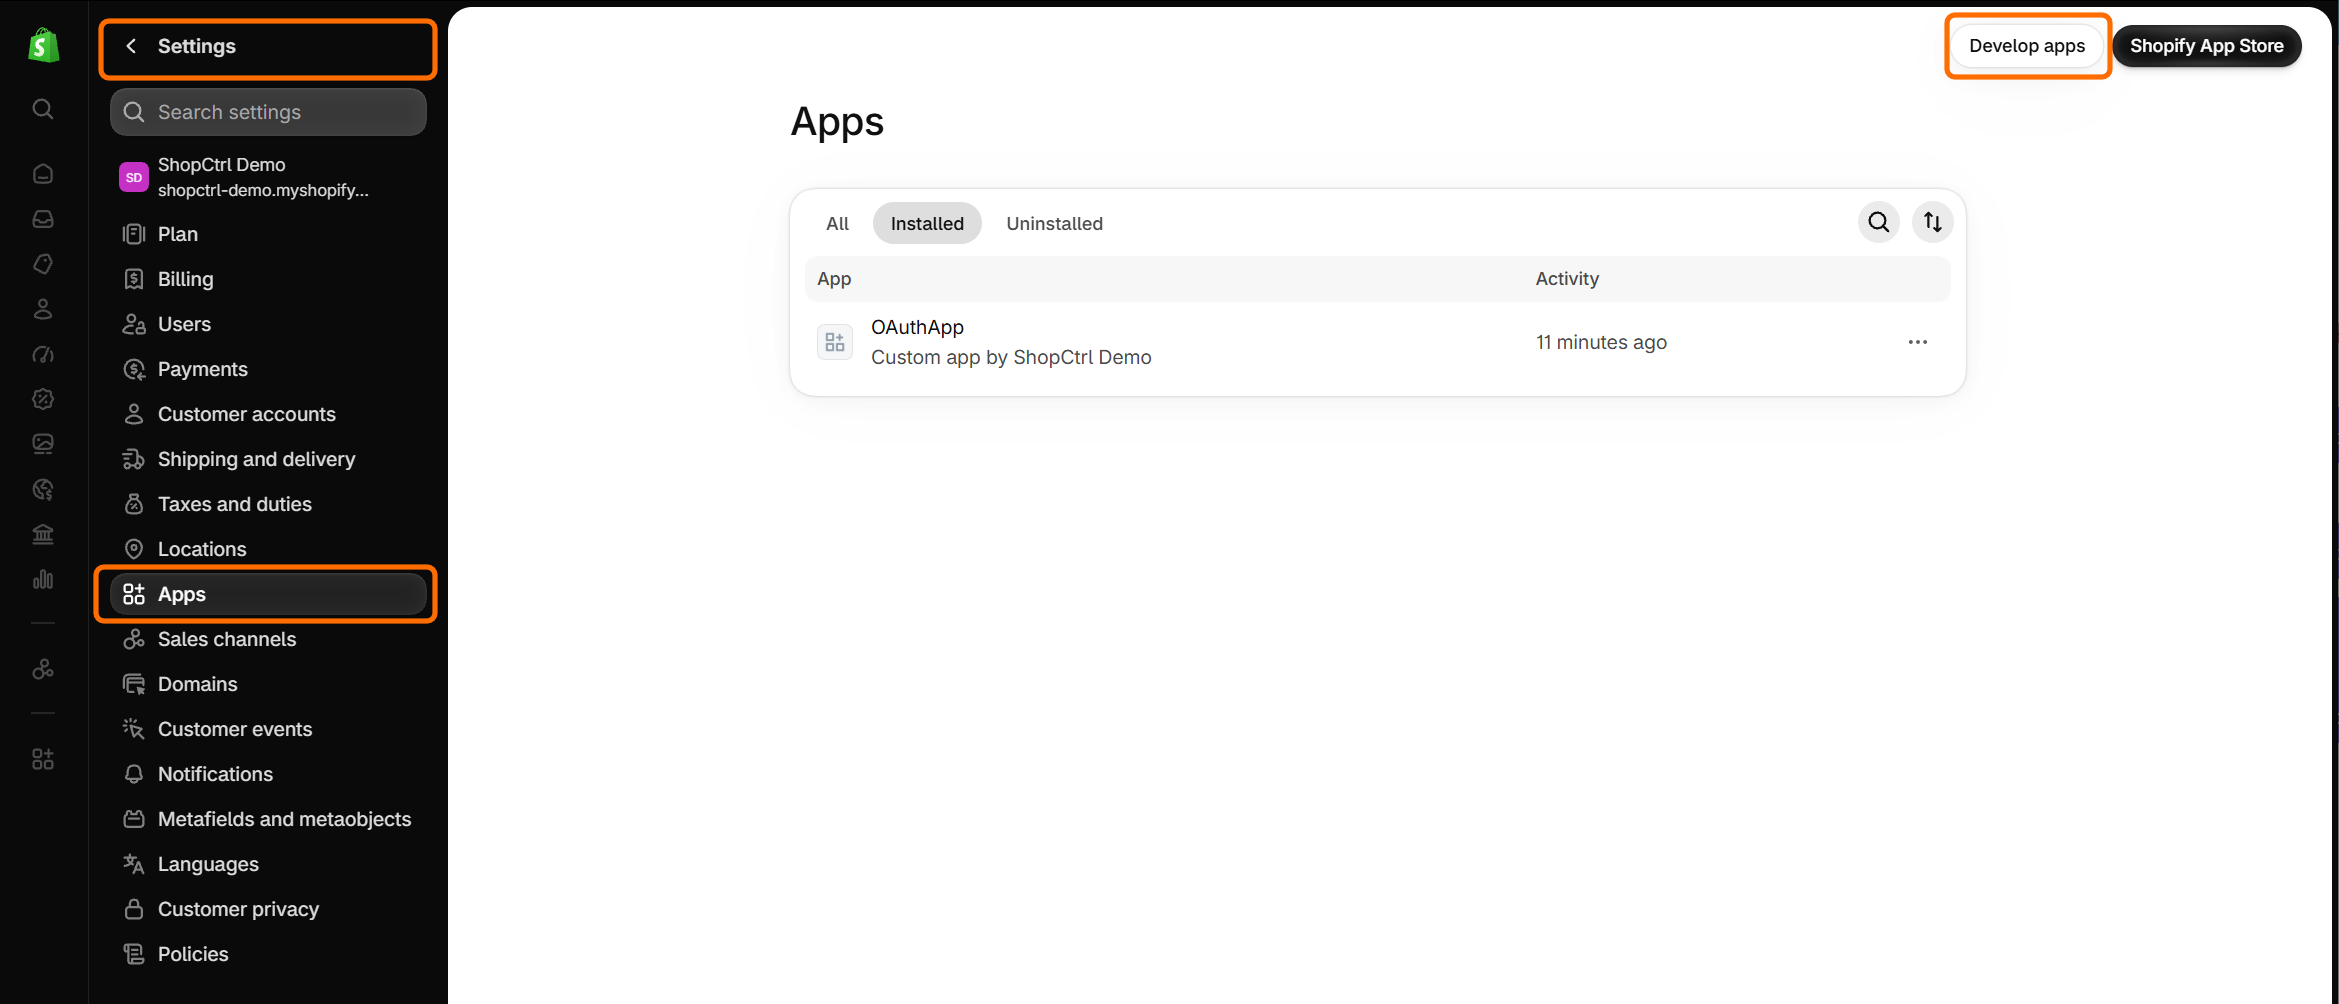 Settings
Search settings
SD
ShopCtrl Demo
shopctrl-demo.myshopify...
Plan
Billing
Users
Payments
Customer accounts
Shipping and delivery
Taxes and duties
Locations
Apps
Sales channels
Domains
Customer events
Notifications
Metafields and metaobjects
Languages
Customer privacy
Policies
Develop apps
Shopify App Store
Apps
All
Installed
Uninstalled
App
Activity
OAuthApp
Custom app by ShopCtrl Demo
11 minutes ago